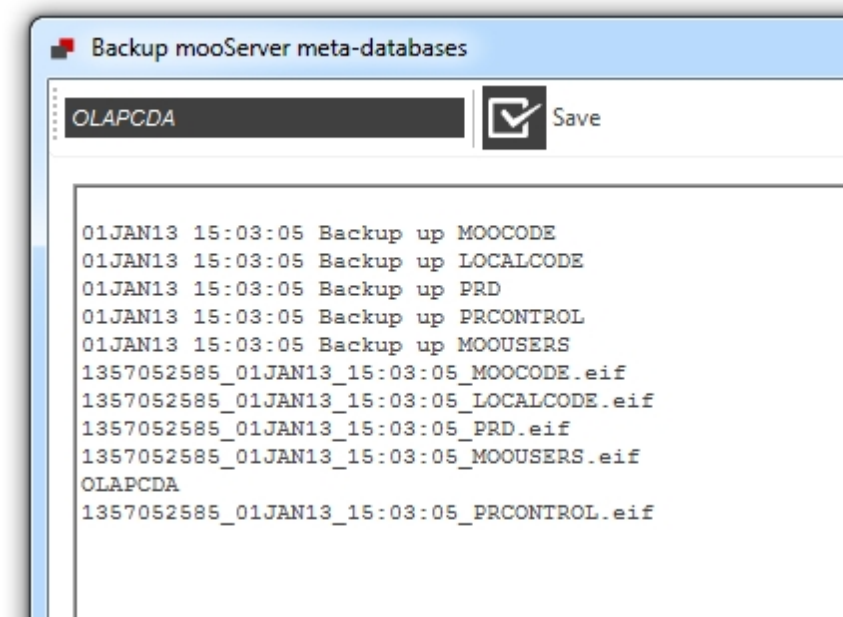 Backup mooServer meta-databases
OLAPCDA
Save
01JAN13 15:03:05 Backup up MOOCODE
01JAN13 15:03:05 Backup up LOCALCODE
01JAN13 15:03:05 Backup up PRD
01JAN13 15:03:05 Backup up PRCONTROL
01JAN13 15:03:05 Backup up MOOUSERS
1357052585_01JAN13_15:03:05_MOOCODE.eif
1357052585_01JAN13_15:03:05_LOCALCODE.eif
1357052585_01JAN13_15:03:05_PRD.eif
1357052585_01JAN13_15:03:05_MOOUSERS.eif
OLAPCDA
1357052585_01JAN13_15:03:05_PRCONTROL.eif